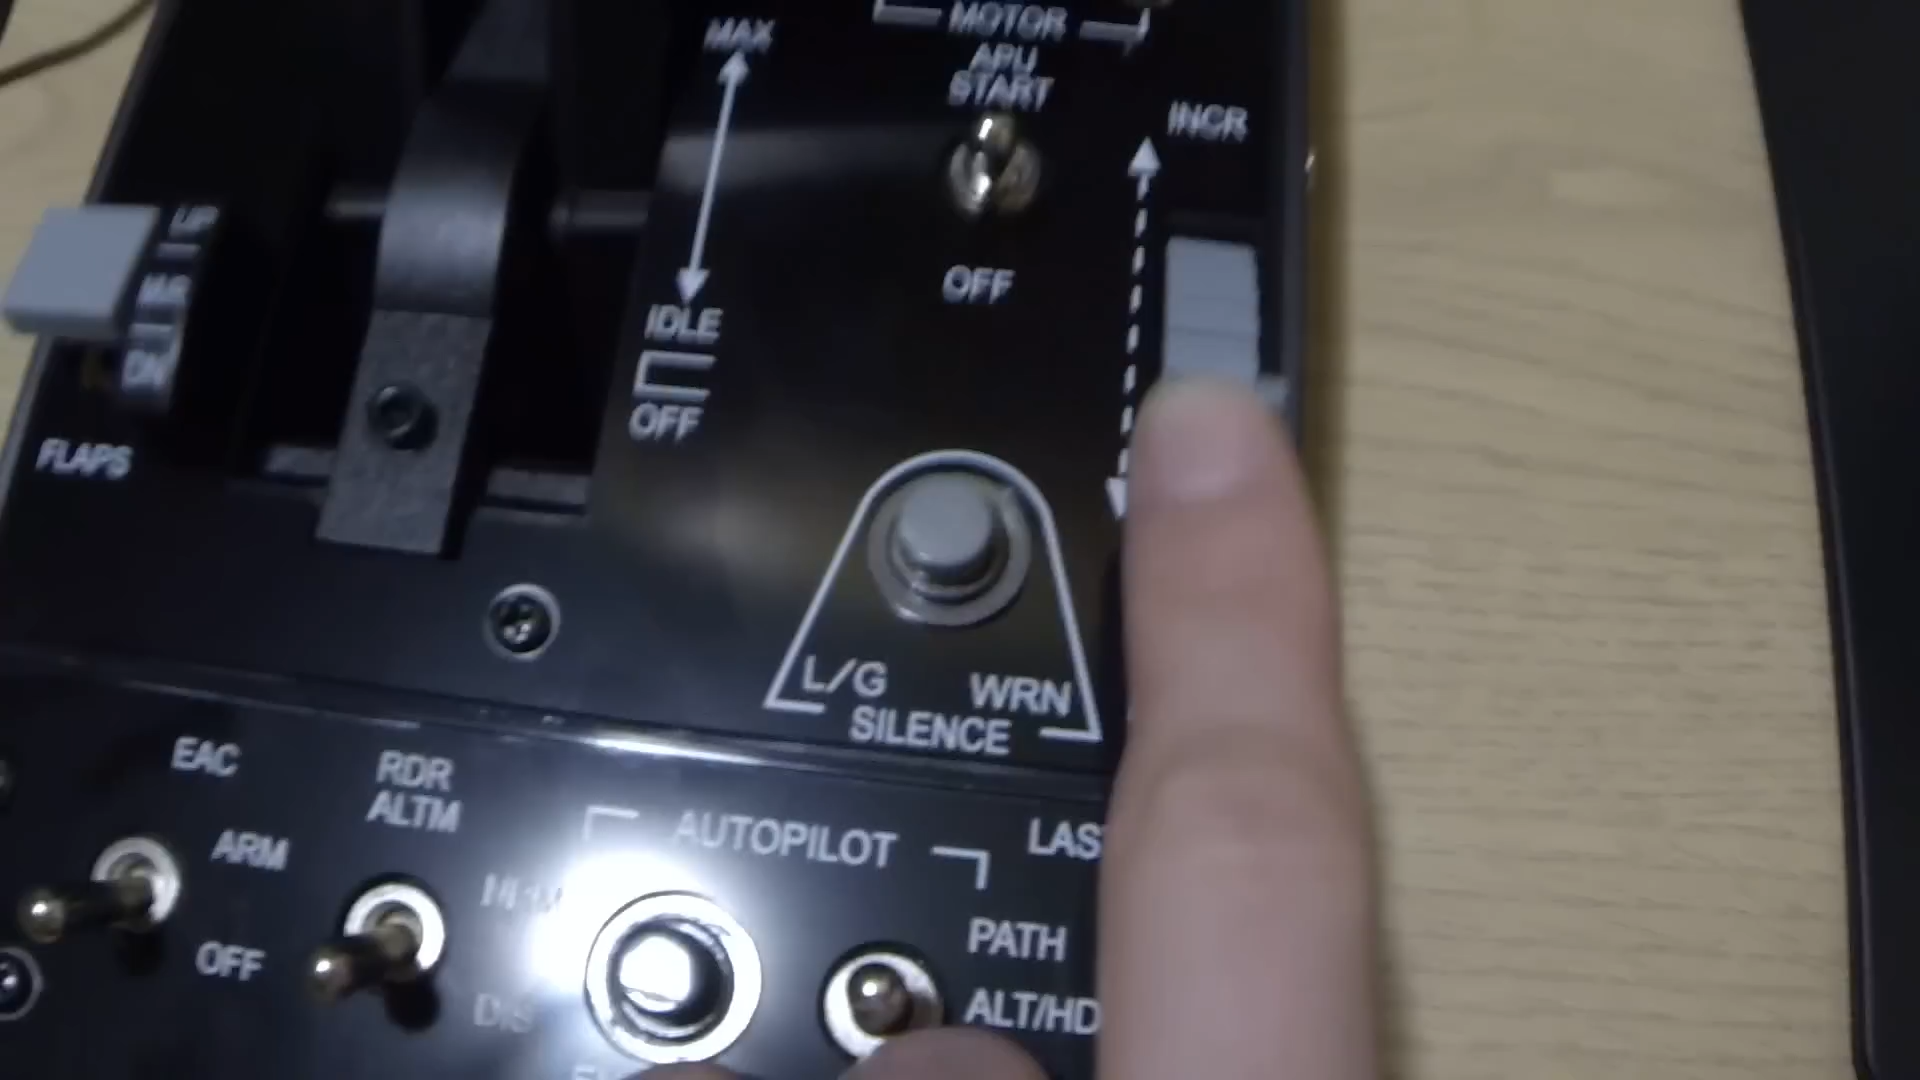 MAX
MOTOR
APU
START
INCR
UP
OFF
IDLE
DN
OFF
FLAPS
L/G WRN
SILENCE
EAC
RDR
ALTM
AUTOPILOT
ARM
PATH
OFF
ALT/HD